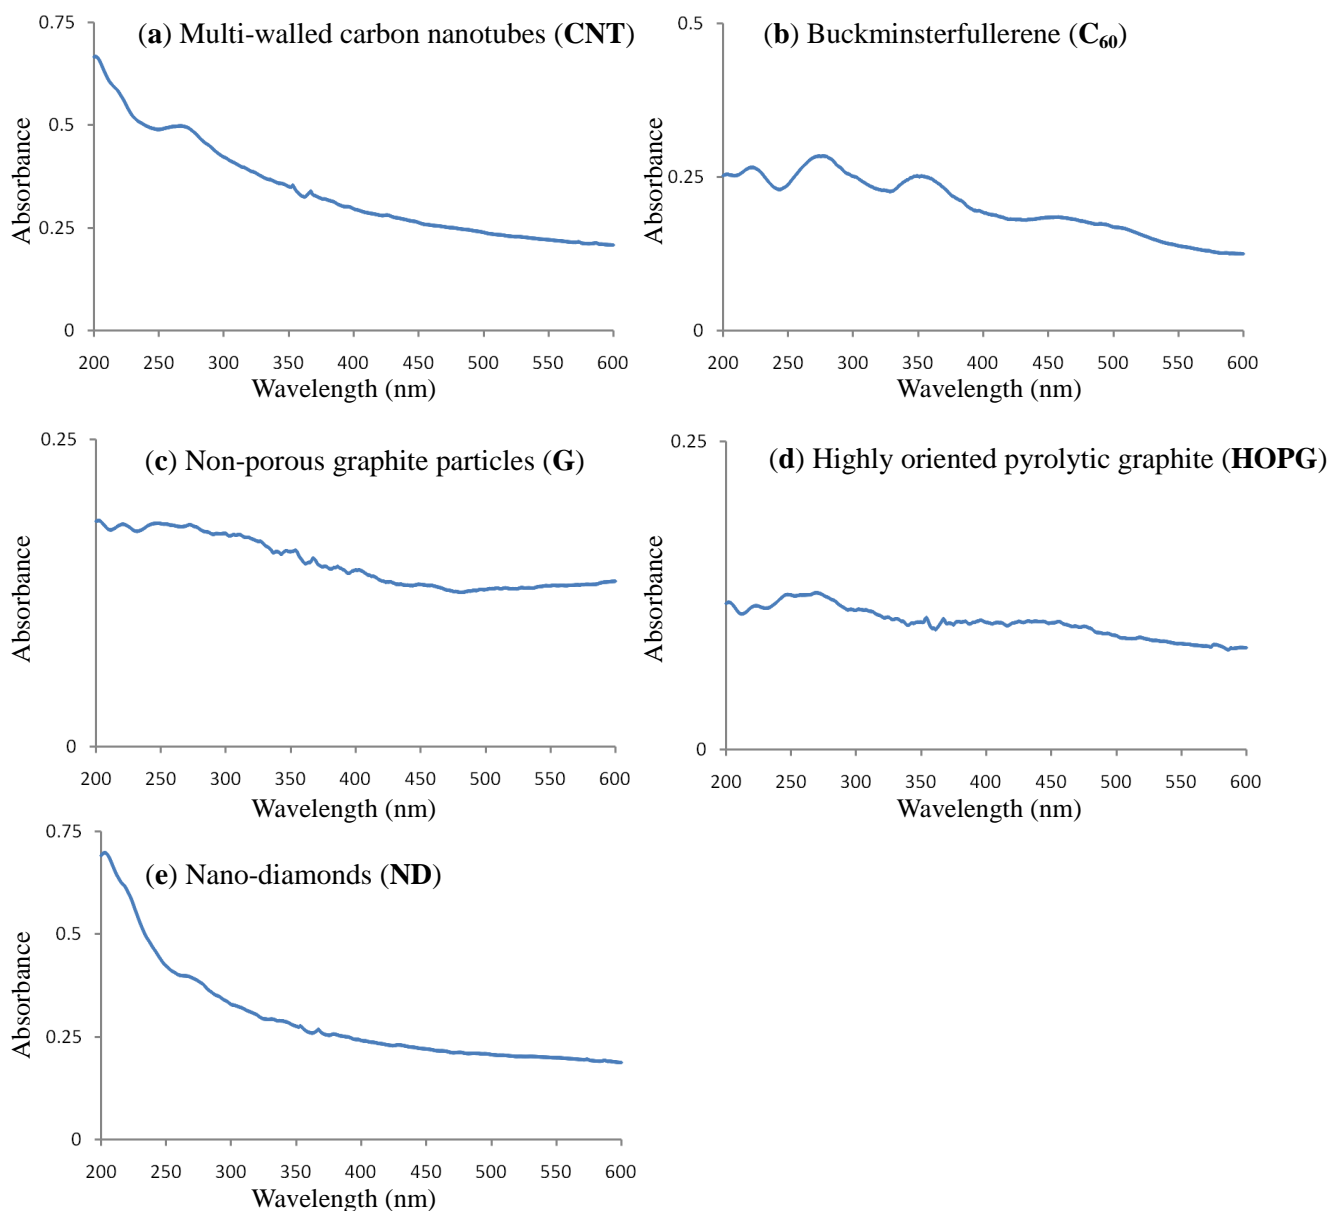 (a) Multi-walled carbon nanotubes (CNT)
0.75
0.5
0.25
0
Absorbance
200 250 300 350 400 450 500 550 600
Wavelength (nm)
(b) Buckminsterfullerene (C₆₀)
0.5
0.25
0
Absorbance
200 250 300 350 400 450 500 550 600
Wavelength (nm)
(c) Non-porous graphite particles (G)
0.25
0
Absorbance
200 250 300 350 400 450 500 550 600
Wavelength (nm)
(d) Highly oriented pyrolytic graphite (HOPG)
0.25
0
Absorbance
200 250 300 350 400 450 500 550 600
Wavelength (nm)
(e) Nano-diamonds (ND)
0.75
0.5
0.25
0
Absorbance
200 250 300 350 400 450 500 550 600
Wavelength (nm)